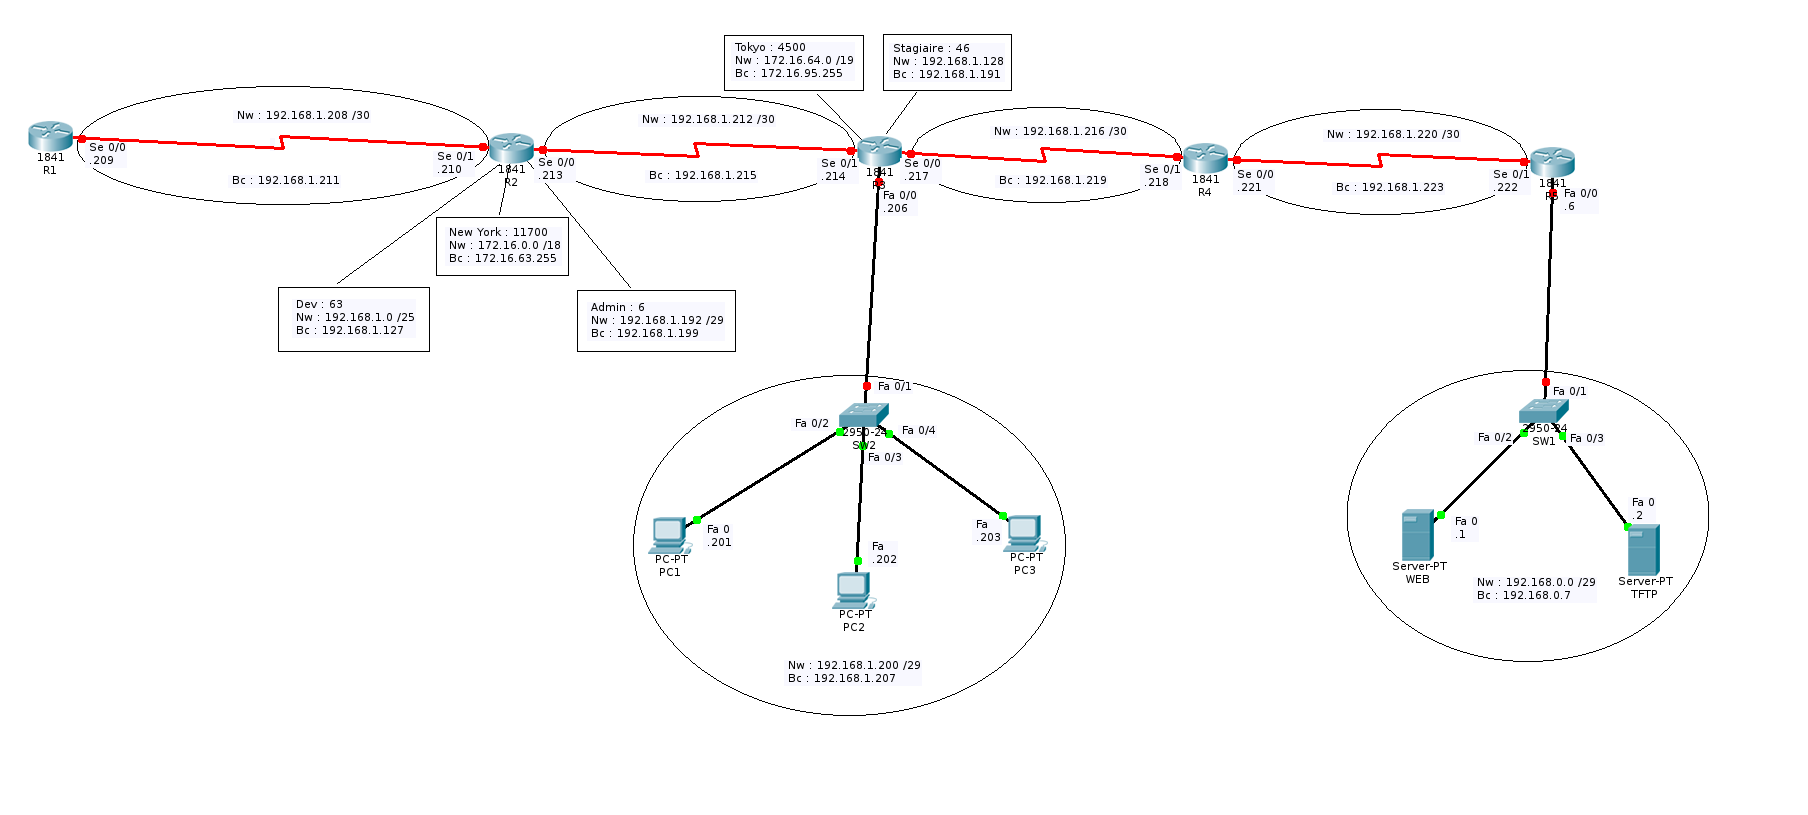 Tokyo : 4500
Nw : 172.16.64.0 /19
Bc : 172.16.95.255
Stagiaire : 46
Nw : 192.168.1.128
Bc : 192.168.1.191
Nw : 192.168.1.208 /30
Bc : 192.168.1.211
1841
R1
Se 0/0
.209
Se 0/1
.210
1841
R2
Se 0/0
.213
Nw : 192.168.1.212 /30
Bc : 192.168.1.215
Se 0/1
.214
1841
R3
Se 0/0
.217
Fa 0/0
.206
Nw : 192.168.1.216 /30
Bc : 192.168.1.219
Se 0/1
.218
1841
R4
Se 0/0
.221
Nw : 192.168.1.220 /30
Bc : 192.168.1.223
Se 0/1
.222
1841
Fa 0/0
.6
New York : 11700
Nw : 172.16.0.0 /18
Bc : 172.16.63.255
Dev : 63
Nw : 192.168.1.0 /25
Bc : 192.168.1.127
Admin : 6
Nw : 192.168.1.192 /29
Bc : 192.168.1.199
Fa 0/1
Fa 0/2
2950-24
SW2
Fa 0/4
Fa 0/3
Fa 0
.201
PC-PT
PC1
Fa
.202
PC-PT
PC2
Fa
.203
PC-PT
PC3
Nw : 192.168.1.200 /29
Bc : 192.168.1.207
Fa 0/1
2950-24
SW1
Fa 0/2
Fa 0/3
Fa 0
.1
Server-PT
WEB
Fa 0
.2
Server-PT
TFTP
Nw : 192.168.0.0 /29
Bc : 192.168.0.7